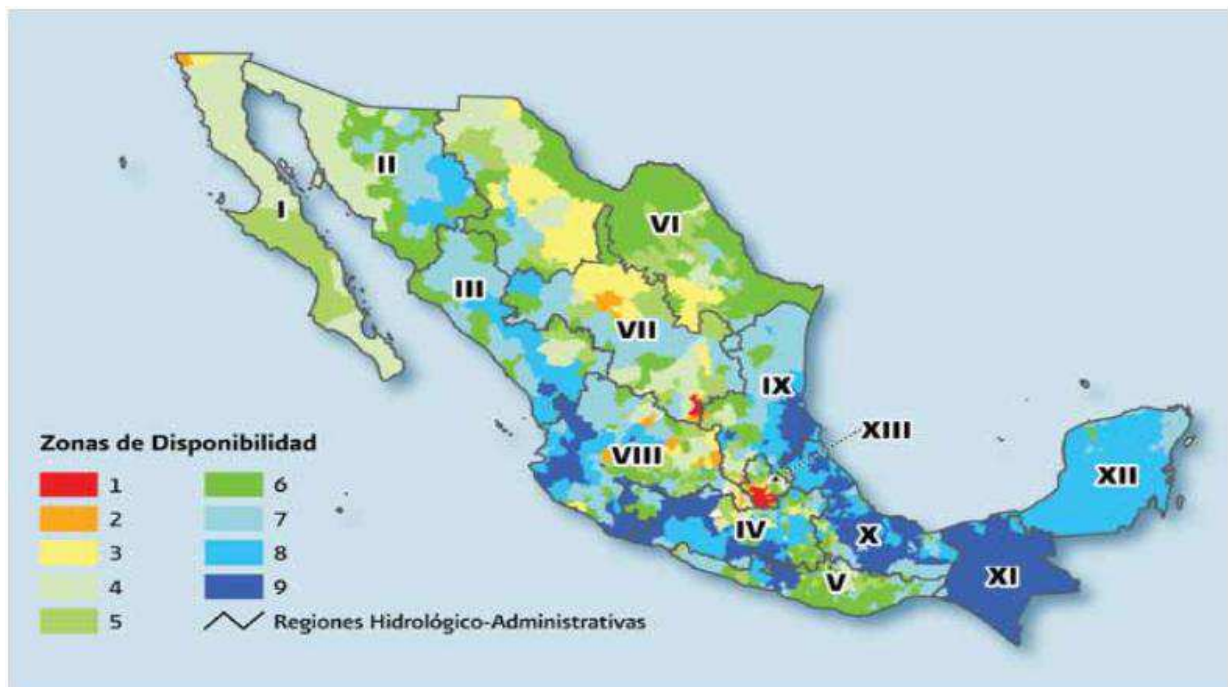 I
II
III
VI
VII
IX
XIII
VIII
XII
IV
X
V
XI
Zonas de Disponibilidad
1
2
3
4
5
6
7
8
9
Regiones Hidrológico-Administrativas